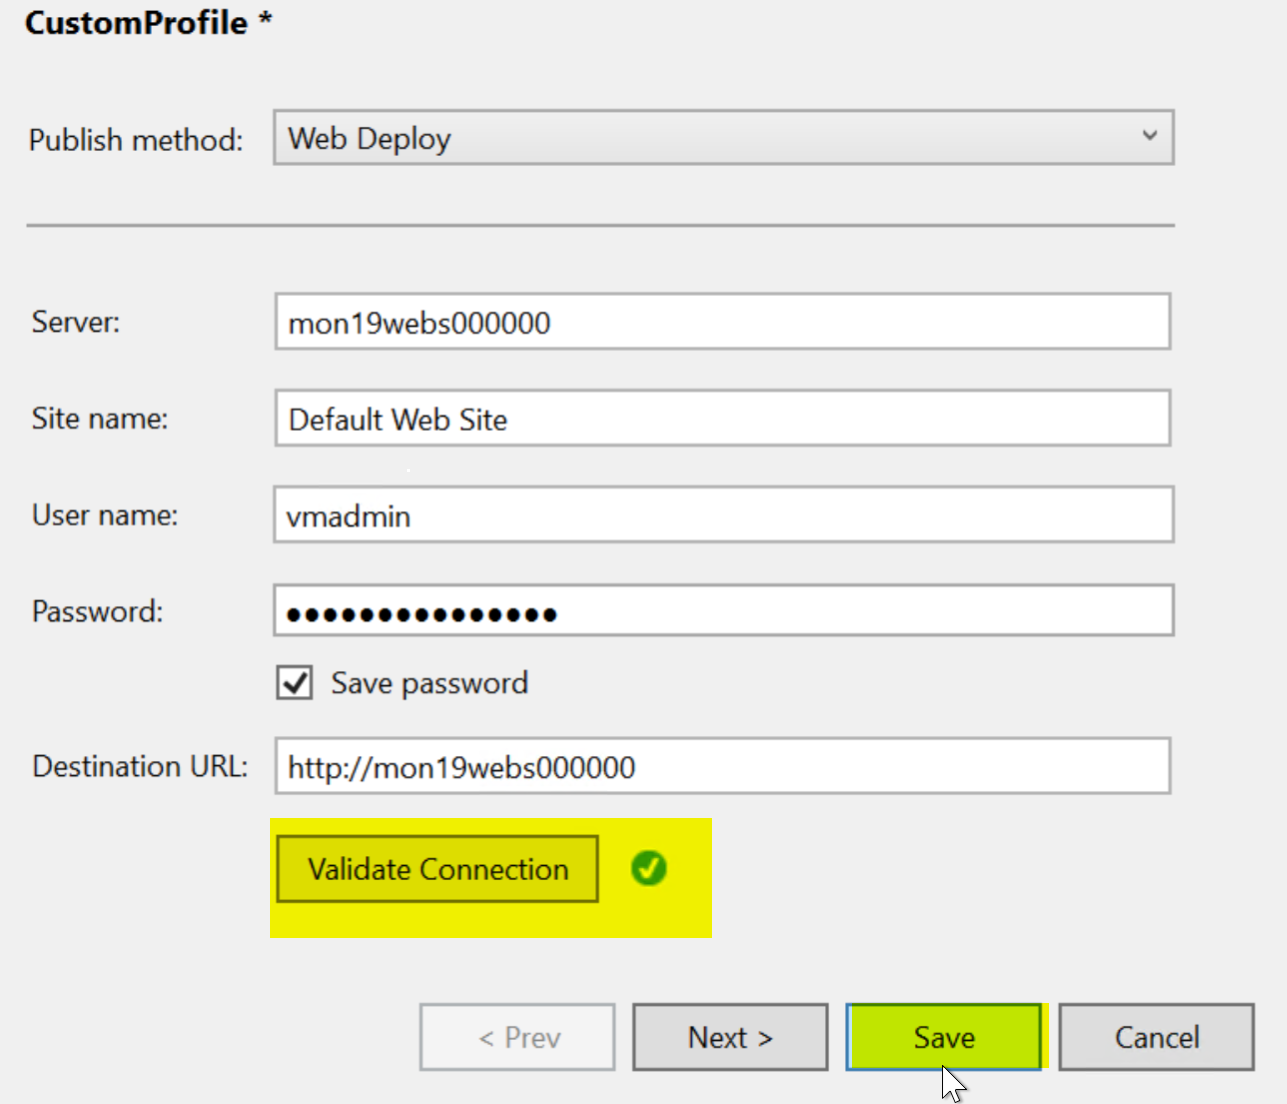 CustomProfile *
Publish method: Web Deploy
Server: mon19webs000000
Site name: Default Web Site
User name: vmadmin
Password: ●●●●●●●●●●●●●●●
Save password
Destination URL: http://mon19webs000000
Validate Connection
< Prev Next > Save Cancel